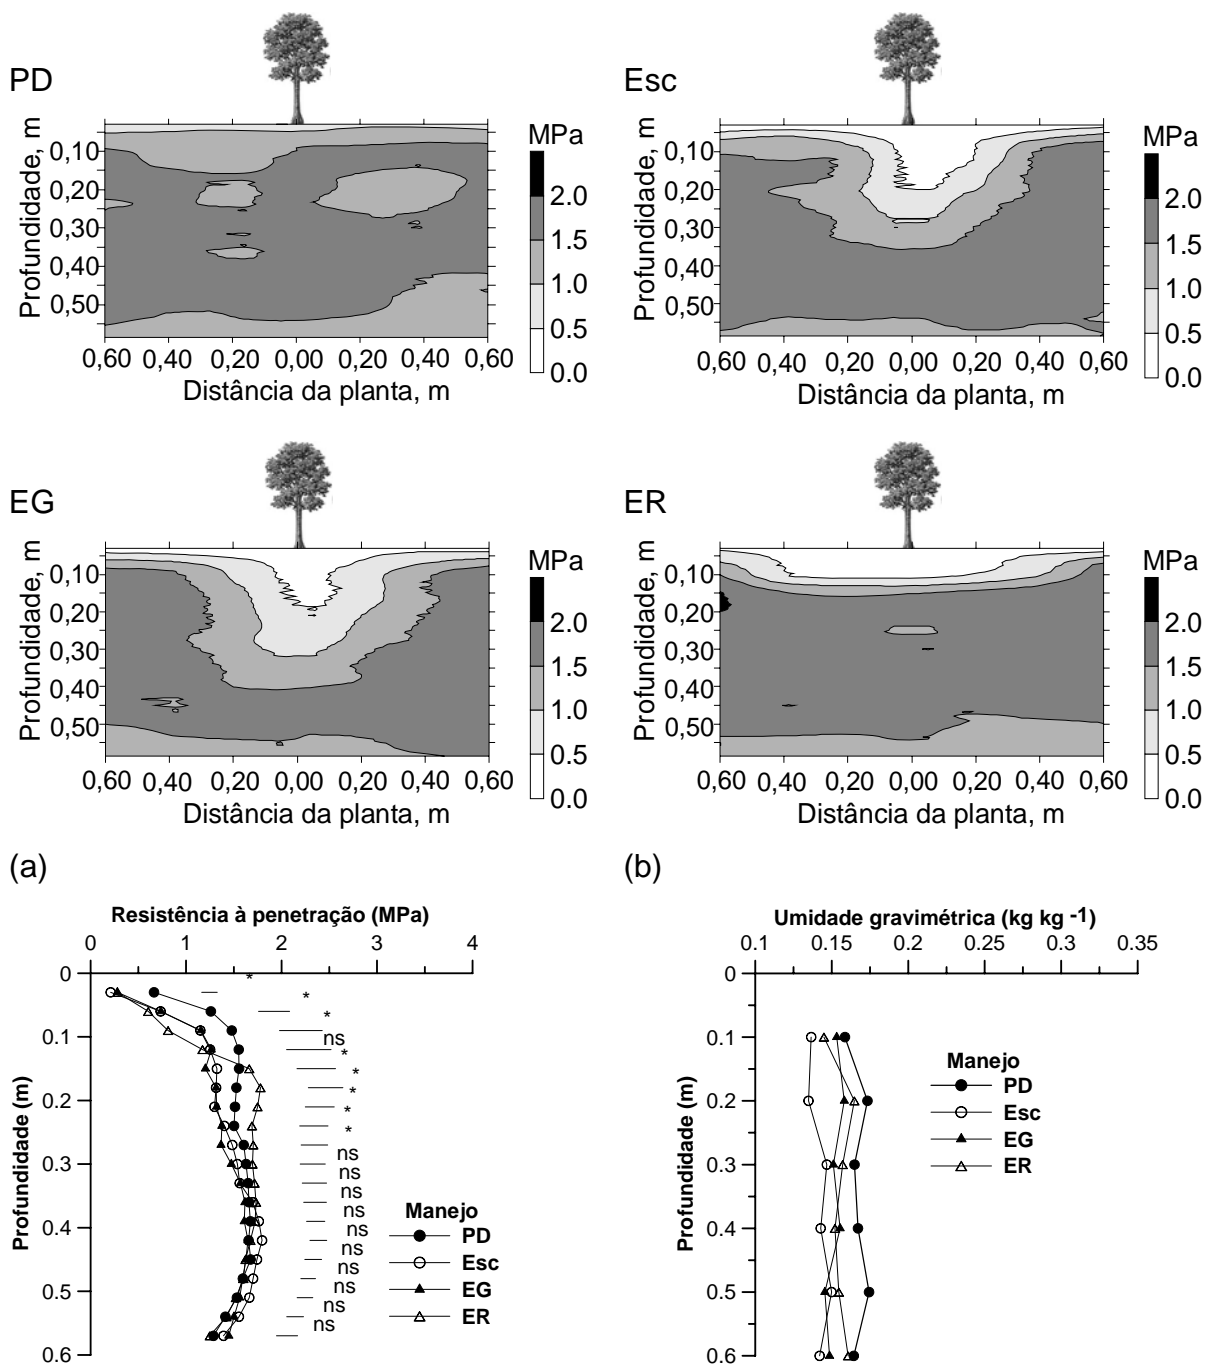 PD
Profundidade, m
0,10
0,20
0,30
0,40
0,50
0,60 0,40 0,20 0,00 0,20 0,40 0,60
Distância da planta, m
MPa
2.0
1.5
1.0
0.5
0.0
Esc
Profundidade, m
0,10
0,20
0,30
0,40
0,50
0,60 0,40 0,20 0,00 0,20 0,40 0,60
Distância da planta, m
MPa
2.0
1.5
1.0
0.5
0.0
EG
Profundidade, m
0,10
0,20
0,30
0,40
0,50
0,60 0,40 0,20 0,00 0,20 0,40 0,60
Distância da planta, m
MPa
2.0
1.5
1.0
0.5
0.0
ER
Profundidade, m
0,10
0,20
0,30
0,40
0,50
0,60 0,40 0,20 0,00 0,20 0,40 0,60
Distância da planta, m
MPa
2.0
1.5
1.0
0.5
0.0
(a)
Resistência à penetração (MPa)
0 1 2 3 4
Profundidade (m)
0
0.1
0.2
0.3
0.4
0.5
0.6
*
*
*
ns
*
*
*
*
*
ns
ns
ns
ns
ns
ns
ns
ns
ns
ns
Manejo
PD
Esc
EG
ER
(b)
Umidade gravimétrica (kg kg -1)
0.1 0.15 0.2 0.25 0.3 0.35
Profundidade (m)
0
0.1
0.2
0.3
0.4
0.5
0.6
Manejo
PD
Esc
EG
ER